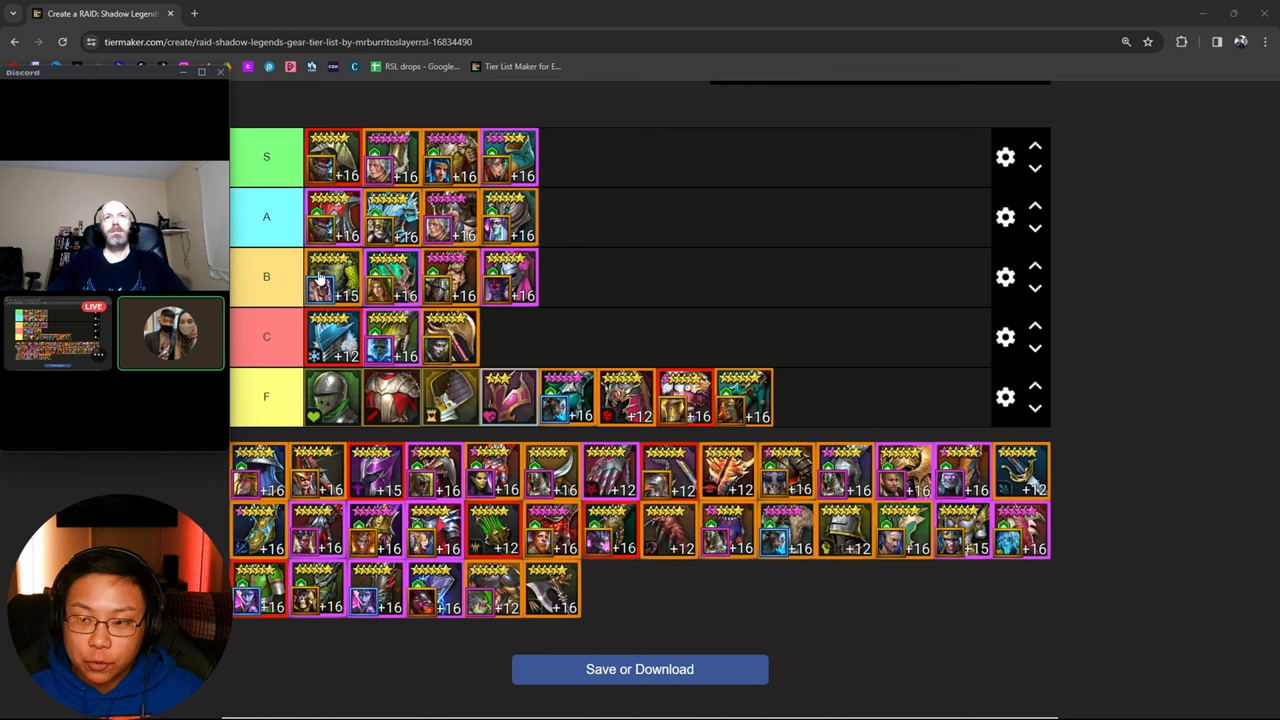 Create a RAID: Shadow Legend
tiermaker.com/create/raid-shadow-legends-gear-tier-list-by-mrburritoslayerrsl-16834490
RSL drops - Google...
Tier List Maker for E...
Discord
LIVE
S
+16 +16 +16 +16
A
+16 +16 +16 +16
B
+15 +16 +16 +16
C
+12 +16
F
+16 +12 +16 +16
+16 +16 +15 +16 +16 +16 +12 +12 +12 +16 +16 +16 +16 +12
+16 +16 +16 +16 +12 +16 +16 +12 +16 +16 +12 +16 +15 +16
+16 +16 +16 +16 +12 +16
Save or Download